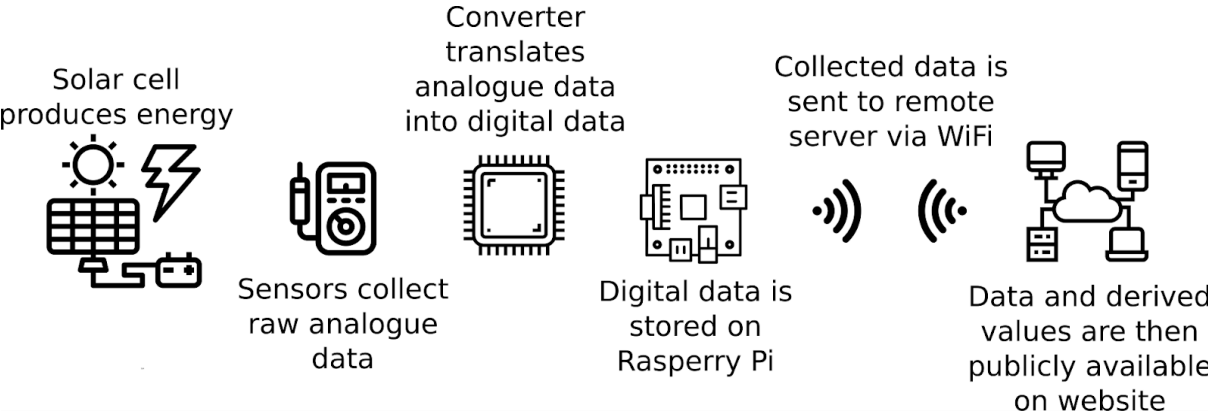 Solar cell
produces energy
Sensors collect
raw analogue
data
Converter
translates
analogue data
into digital data
Digital data is
stored on
Rasperry Pi
Collected data is
sent to remote
server via WiFi
Data and derived
values are then
publicly available
on website